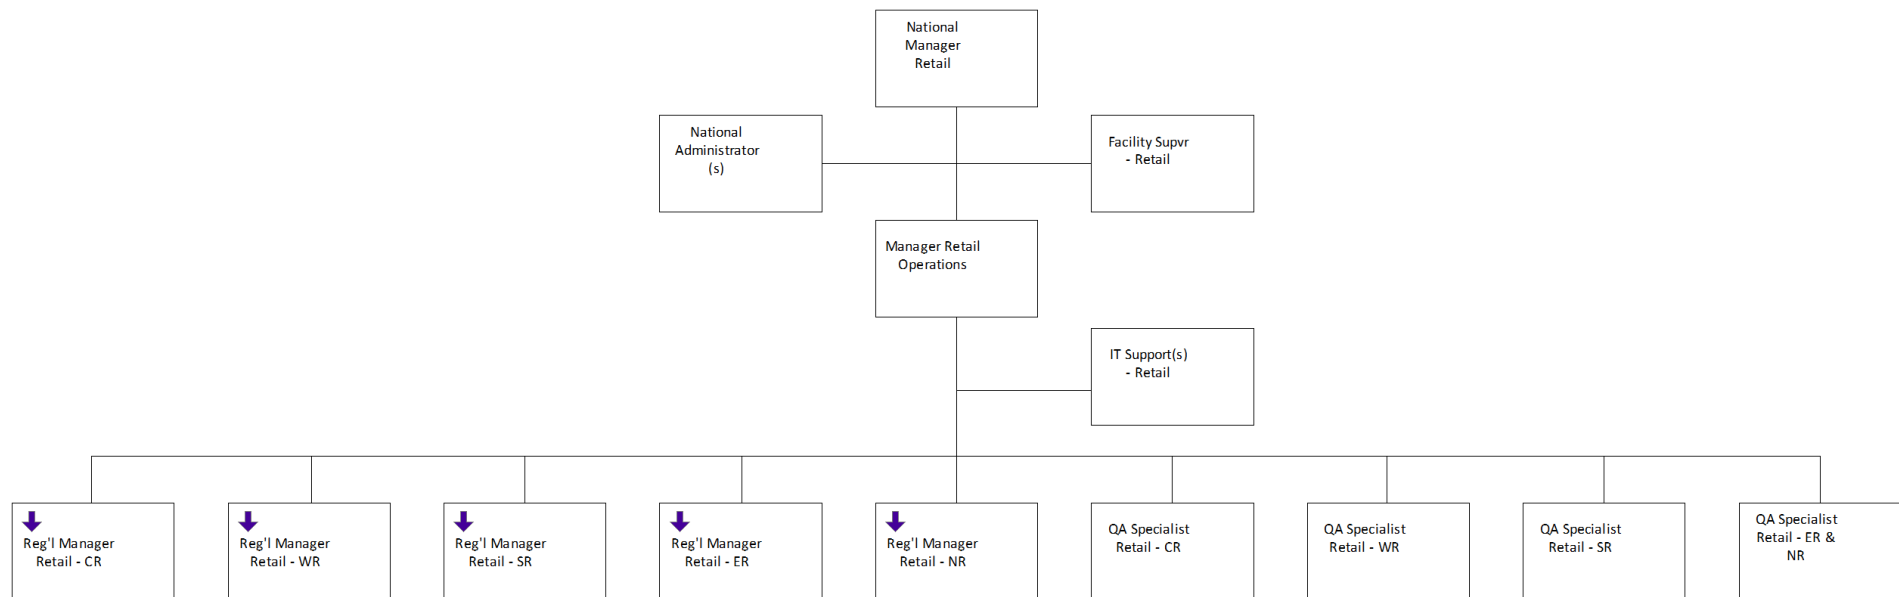 National
Manager
Retail
National
Administrator
(s)
Facility Supvr
- Retail
Manager Retail
Operations
IT Support(s)
- Retail
Reg'l Manager
Retail - CR
Reg'l Manager
Retail - WR
Reg'l Manager
Retail - SR
Reg'l Manager
Retail - ER
Reg'l Manager
Retail - NR
QA Specialist
Retail - CR
QA Specialist
Retail - WR
QA Specialist
Retail - SR
QA Specialist
Retail - ER &
NR